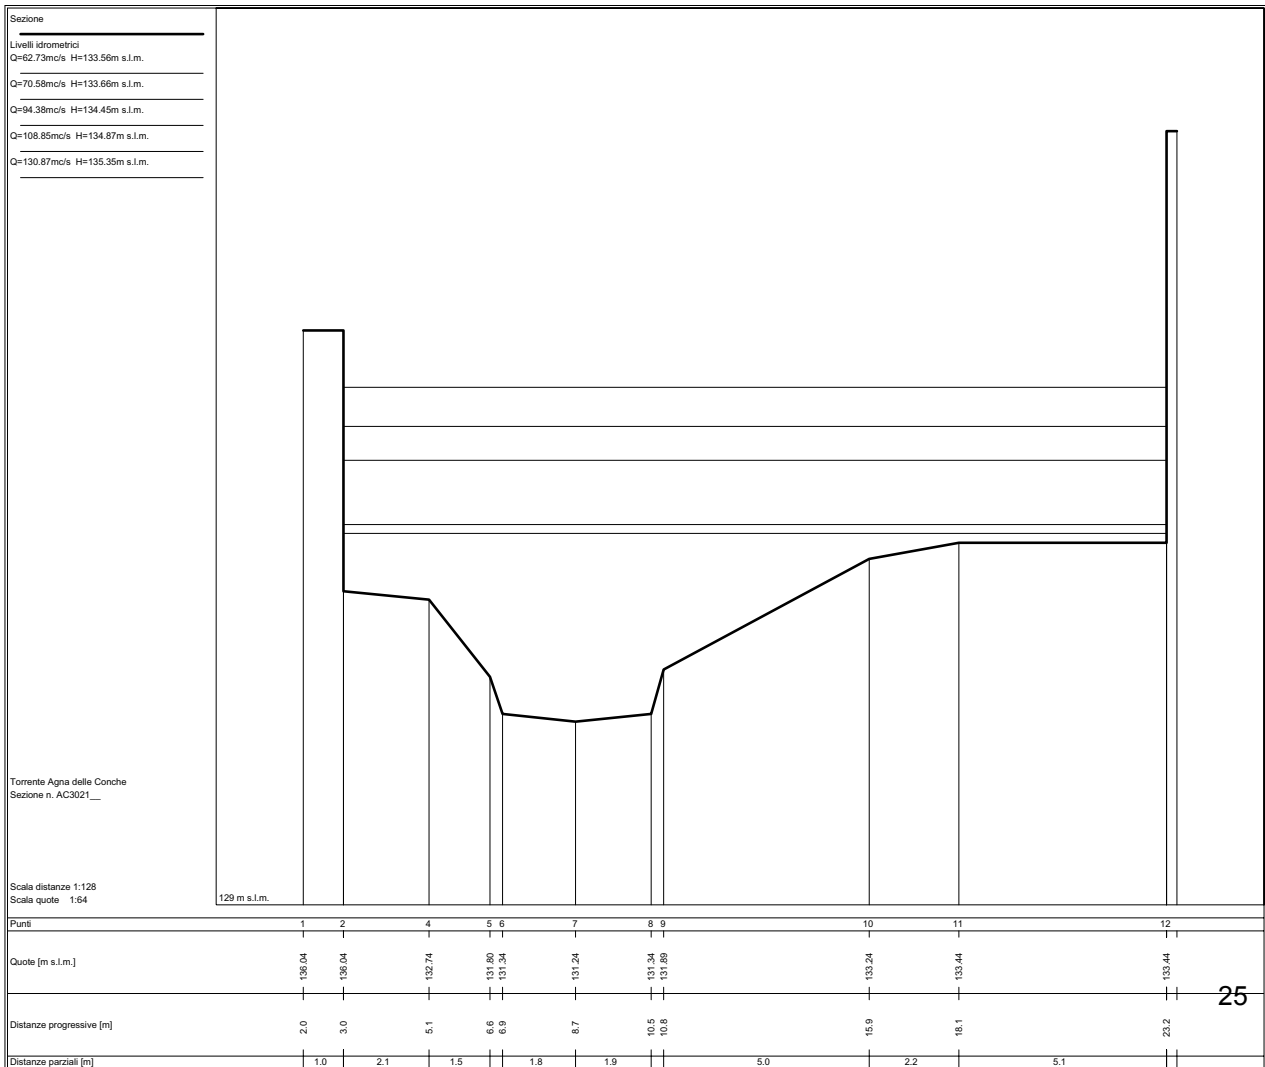 Sezione
Livelli idrometrici
Q=62.73mc/s H=133.56m s.l.m.
Q=70.58mc/s H=133.66m s.l.m.
Q=94.38mc/s H=134.45m s.l.m.
Q=108.85mc/s H=134.87m s.l.m.
Q=130.87mc/s H=135.35m s.l.m.
Torrente Agna delle Conche
Sezione n. AC3021__
Scala distanze 1:128
Scala quote 1:64
129 m s.l.m.
Punti 1 2 4 5 6 7 8 9 10 11 12
Quote [m s.l.m.] 136.04 136.04 132.74 131.80 131.34 131.24 131.34 131.89 133.24 133.44 133.44
25
Distanze progressive [m] 2.0 3.0 5.1 6.6 6.9 8.7 10.5 10.8 15.9 18.1 23.2
Distanze parziali [m] 1.0 2.1 1.5 1.8 1.9 5.0 2.2 5.1